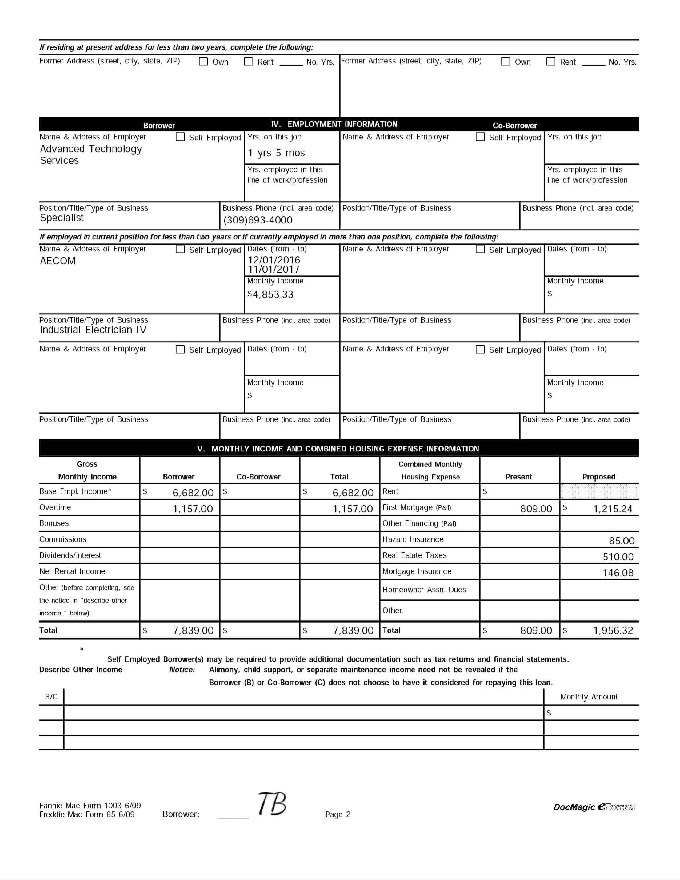 If residing at present address for less than two years, complete the following:
Former Address (street, city, state, ZIP) Own Rent _____ No. Yrs. Former Address (street, city, state, ZIP) Own Rent _____ No. Yrs.
Borrower IV. EMPLOYMENT INFORMATION Co-Borrower
Name & Address of Employer Self Employed Yrs. on this job Name & Address of Employer Self Employed Yrs. on this job
Advanced Technology
Services
1 yrs 5 mos
Yrs. employed in this
line of work/profession
Yrs. employed in this
line of work/profession
Position/Title/Type of Business Business Phone (incl. area code) Position/Title/Type of Business Business Phone (incl. area code)
Specialist (309)693-4000
If employed in current position for less than two years or if currently employed in more than one position, complete the following:
Name & Address of Employer Self Employed Dates (from - to) Name & Address of Employer Self Employed Dates (from - to)
AECOM 12/01/2016
11/01/2017
Monthly Income Monthly Income
$4,853.33 $
Position/Title/Type of Business Business Phone (incl. area code) Position/Title/Type of Business Business Phone (incl. area code)
Industrial Electrician IV
Name & Address of Employer Self Employed Dates (from - to) Name & Address of Employer Self Employed Dates (from - to)
Monthly Income Monthly Income
$ $
Position/Title/Type of Business Business Phone (incl. area code) Position/Title/Type of Business Business Phone (incl. area code)
V. MONTHLY INCOME AND COMBINED HOUSING EXPENSE INFORMATION
Gross
Monthly Income Borrower Co-Borrower Total Combined Monthly
Housing Expense Present Proposed
Base Empl. Income* $ 6,682.00 $ $ 6,682.00 Rent $
Overtime 1,157.00 1,157.00 First Mortgage (P&I) 809.00 $ 1,215.24
Bonuses Other Financing (P&I)
Commissions Hazard Insurance 85.00
Dividends/Interest Real Estate Taxes 510.00
Net Rental Income Mortgage Insurance 146.08
Other (before completing, see
the notice in "describe other
income," below)
Homeowner Assn. Dues
Other:
Total $ 7,839.00 $ $ 7,839.00 Total $ 809.00 $ 1,956.32
*
Self Employed Borrower(s) may be required to provide additional documentation such as tax returns and financial statements.
Describe Other Income Notice: Alimony, child support, or separate maintenance income need not be revealed if the
Borrower (B) or Co-Borrower (C) does not choose to have it considered for repaying this loan.
B/C Monthly Amount
$
Fannie Mae Form 1003 6/09
Freddie Mac Form 65 6/09
Borrower: TB
Page 2
DocMagic